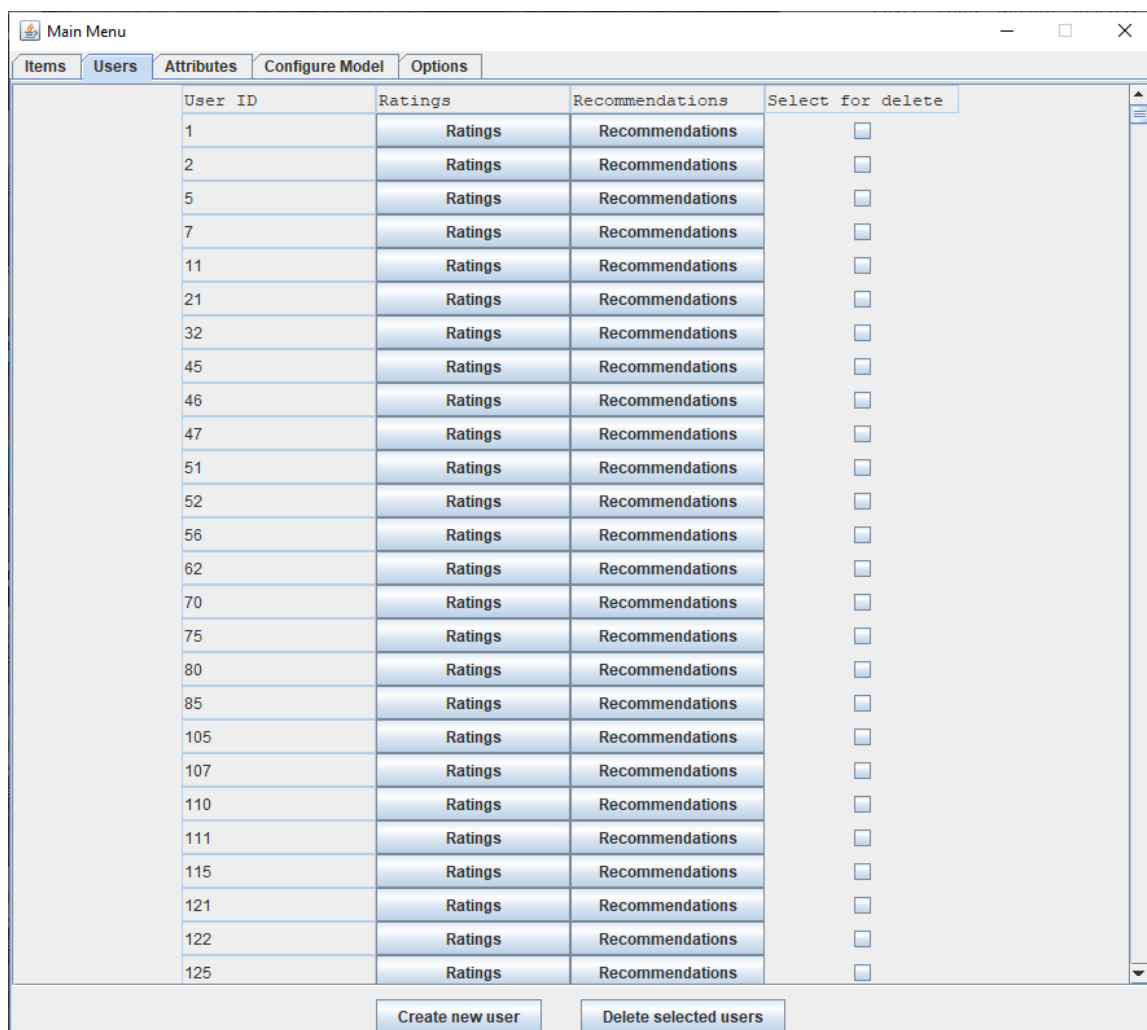 Main Menu
Items Users Attributes Configure Model Options
User ID Ratings Recommendations Select for delete
1 Ratings Recommendations
2 Ratings Recommendations
5 Ratings Recommendations
7 Ratings Recommendations
11 Ratings Recommendations
21 Ratings Recommendations
32 Ratings Recommendations
45 Ratings Recommendations
46 Ratings Recommendations
47 Ratings Recommendations
51 Ratings Recommendations
52 Ratings Recommendations
56 Ratings Recommendations
62 Ratings Recommendations
70 Ratings Recommendations
75 Ratings Recommendations
80 Ratings Recommendations
85 Ratings Recommendations
105 Ratings Recommendations
107 Ratings Recommendations
110 Ratings Recommendations
111 Ratings Recommendations
115 Ratings Recommendations
121 Ratings Recommendations
122 Ratings Recommendations
125 Ratings Recommendations
Create new user Delete selected users